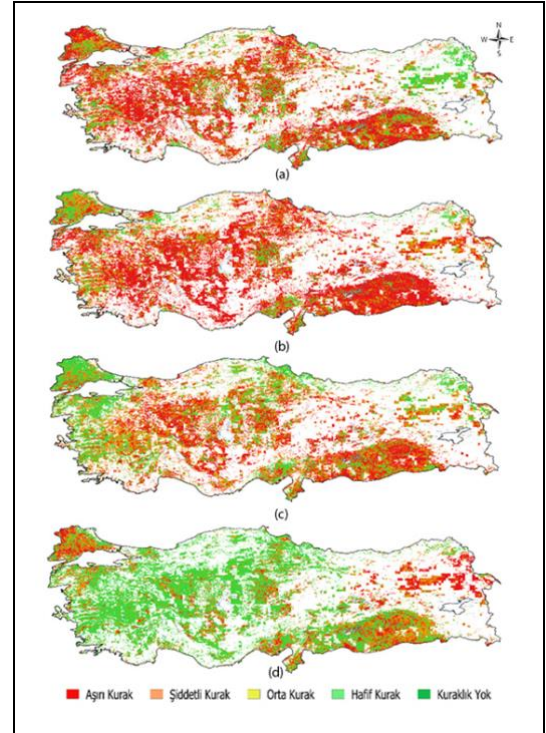 N
W E
S
(a)
(b)
(c)
(d)
Aşırı Kurak Şiddetli Kurak Orta Kurak Hafif Kurak Kuraklık Yok